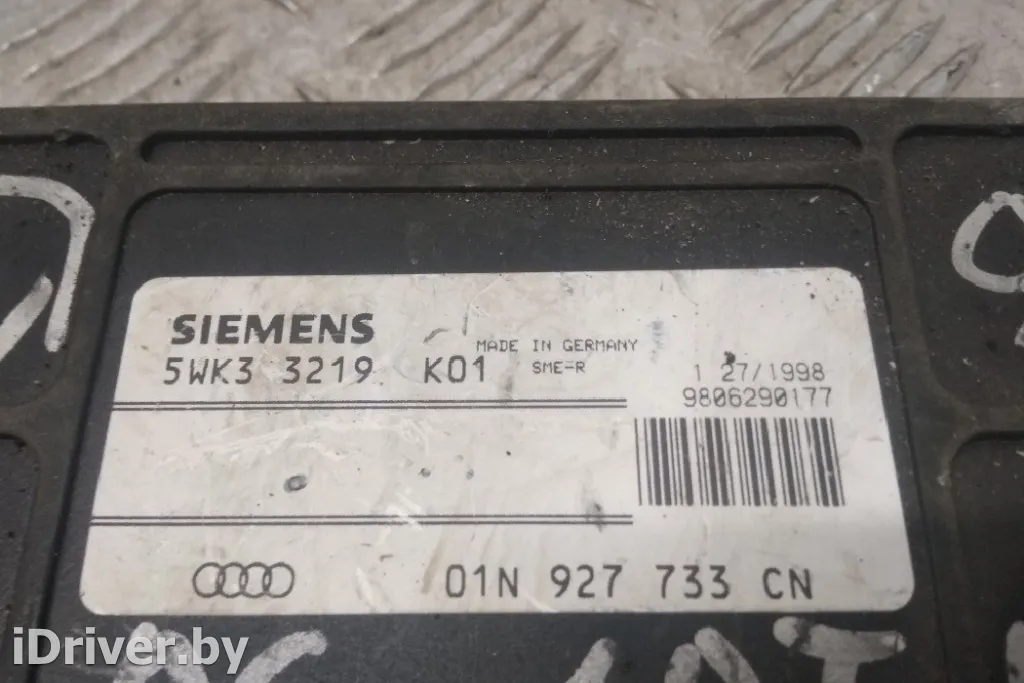 SIEMENS
5WK3 3219 K01
MADE IN GERMANY
SME-R
1 27/1998
9806290177
01N 927 733 CN
iDriver.by